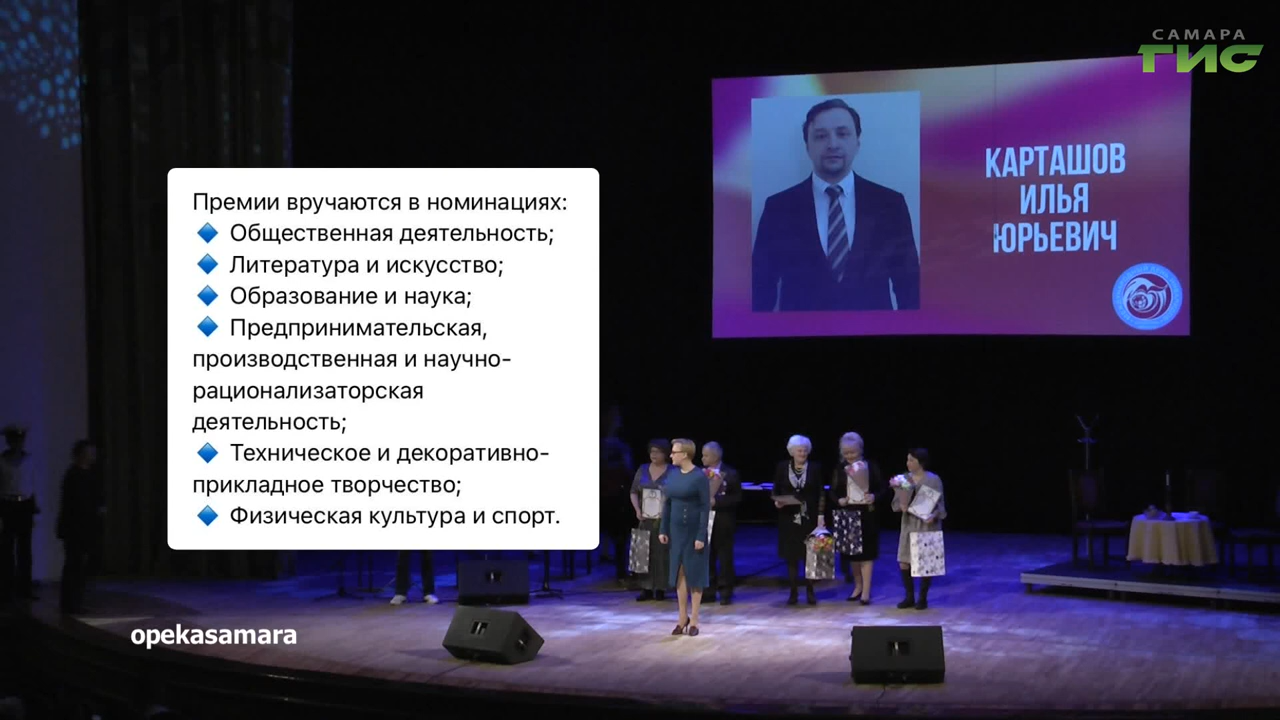 САМАРА
ГИС
КАРТАШОВ
ИЛЬЯ
ЮРЬЕВИЧ
Премии вручаются в номинациях:
🔹 Общественная деятельность;
🔹 Литература и искусство;
🔹 Образование и наука;
🔹 Предпринимательская,
производственная и научно-
рационализаторская
деятельность;
🔹 Техническое и декоративно-
прикладное творчество;
🔹 Физическая культура и спорт.
opekasamara